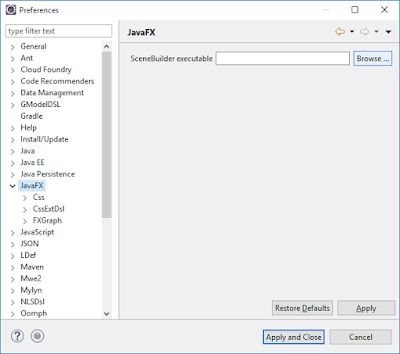 Preferences
type filter text
General
Ant
Cloud Foundry
Code Recommenders
Data Management
GModelDSL
Gradle
Help
Install/Update
Java
Java EE
Java Persistence
JavaFX
Css
CssExtDsl
FXGraph
JavaScript
JSON
LDef
Maven
Mwe2
Mylyn
NLSDsl
Oomph
JavaFX
SceneBuilder executable
Browse ...
Restore Defaults
Apply
Apply and Close
Cancel